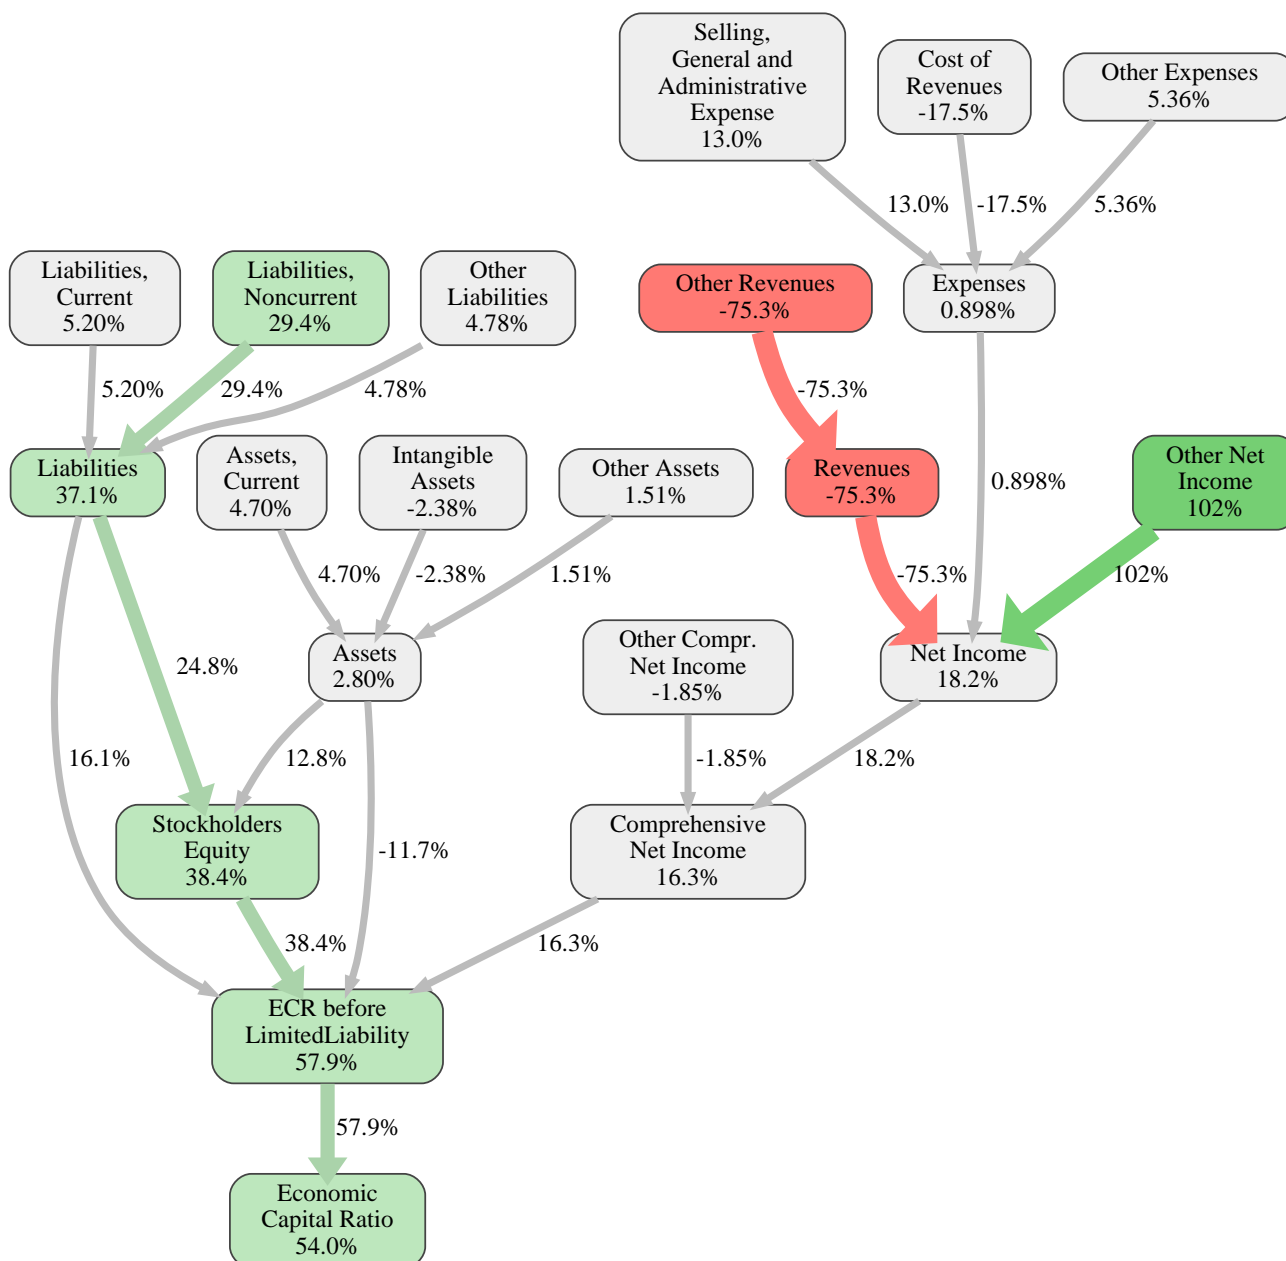 Selling,
General and
Administrative
Expense
13.0%
Cost of
Revenues
-17.5%
Other Expenses
5.36%
13.0%
-17.5%
5.36%
Liabilities,
Current
5.20%
Liabilities,
Noncurrent
29.4%
Other
Liabilities
4.78%
Other Revenues
-75.3%
Expenses
0.898%
5.20%
29.4%
4.78%
-75.3%
Liabilities
37.1%
Assets,
Current
4.70%
Intangible
Assets
-2.38%
Other Assets
1.51%
Revenues
-75.3%
0.898%
Other Net
Income
102%
4.70%
-2.38%
1.51%
-75.3%
102%
24.8%
Assets
2.80%
Other Compr.
Net Income
-1.85%
Net Income
18.2%
16.1%
12.8%
-1.85%
18.2%
Stockholders
Equity
38.4%
-11.7%
Comprehensive
Net Income
16.3%
38.4%
16.3%
ECR before
LimitedLiability
57.9%
57.9%
Economic
Capital Ratio
54.0%